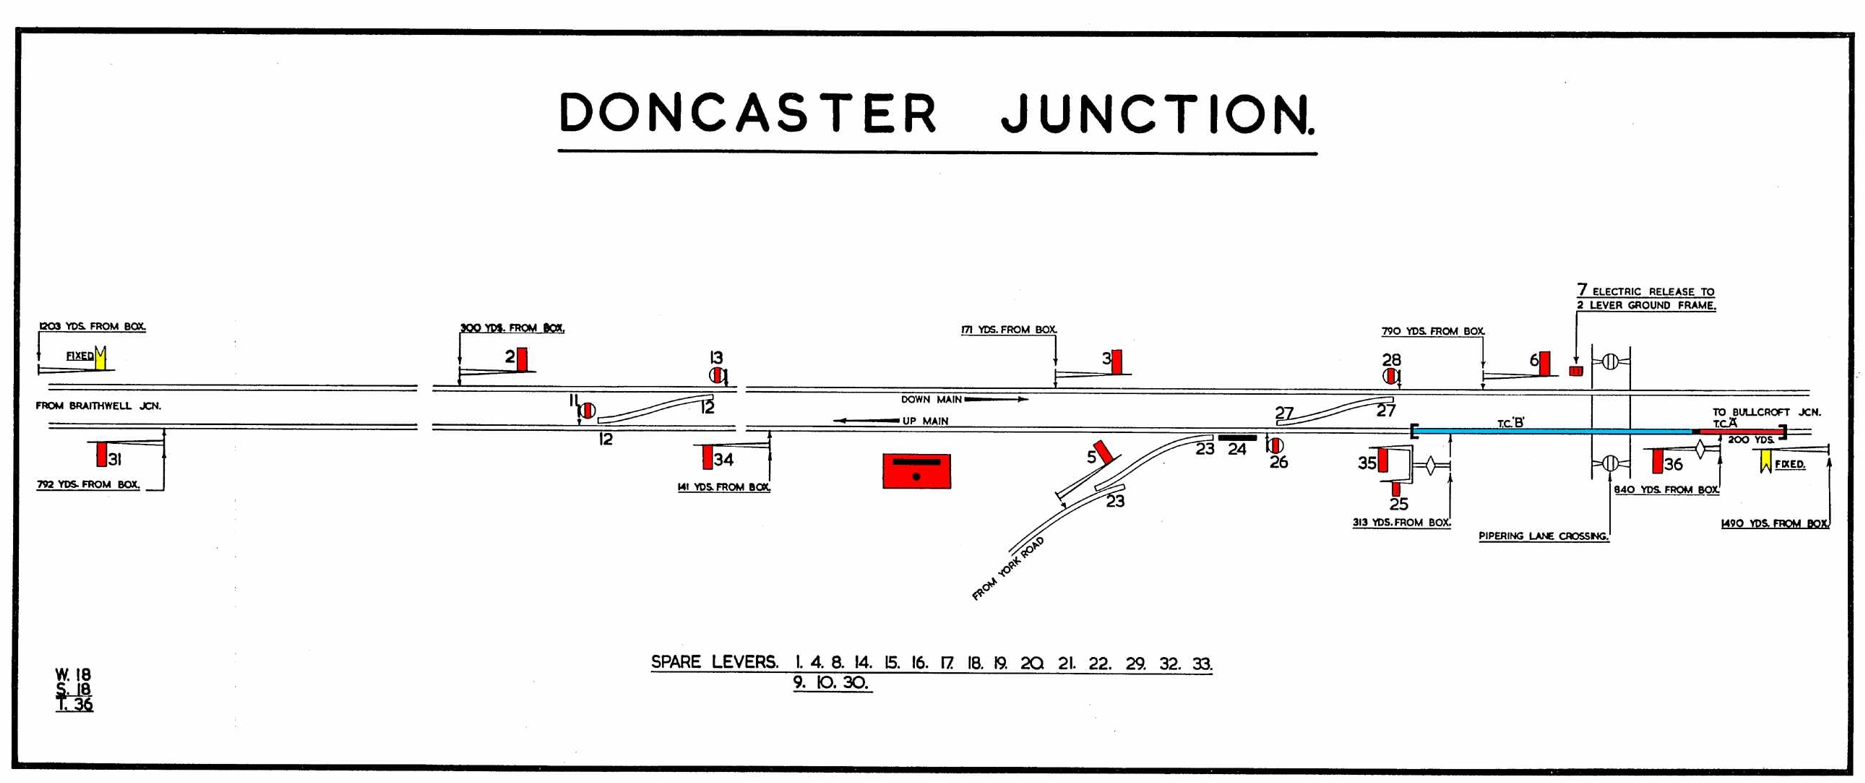 DONCASTER JUNCTION.
7 ELECTRIC RELEASE TO
2 LEVER GROUND FRAME.
1203 YDS. FROM BOX.
300 YDS. FROM BOX.
171 YDS. FROM BOX.
790 YDS. FROM BOX.
FIXED
2
13
3
28
6
FROM BRAITHWELL JCN.
11
12
DOWN MAIN
27
27
TO BULLCROFT JCN.
UP MAIN
T.C.'B'
T.C.'A'
12
200 YDS.
31
34
5
23
24
26
35
36
FIXED.
792 YDS. FROM BOX.
141 YDS. FROM BOX.
23
25
840 YDS. FROM BOX.
313 YDS. FROM BOX.
1490 YDS. FROM BOX.
PIPERING LANE CROSSING.
FROM YORK ROAD
SPARE LEVERS. 1. 4. 8. 14. 15. 16. 17. 18. 19. 20. 21. 22. 29. 32. 33.
9. 10. 30.
W. 18
S. 18
T. 36